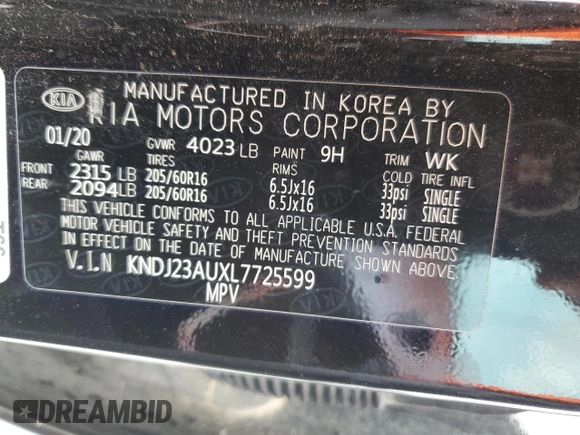 MANUFACTURED IN KOREA BY
KIA KIA MOTORS CORPORATION
01/20 GVWR 4023 LB PAINT 9H TRIM WK
GAWR TIRES RIMS COLD TIRE INFL
FRONT 2315 LB 205/60R16 6.5Jx16 33psi SINGLE
REAR 2094 LB 205/60R16 6.5Jx16 33psi SINGLE
THIS VEHICLE CONFORMS TO ALL APPLICABLE U.S.A. FEDERAL
MOTOR VEHICLE SAFETY AND THEFT PREVENTION STANDARDS
IN EFFECT ON THE DATE OF MANUFACTURE SHOWN ABOVE.
V.I.N KNDJ23AUXL7725599
MPV
DREAMBID